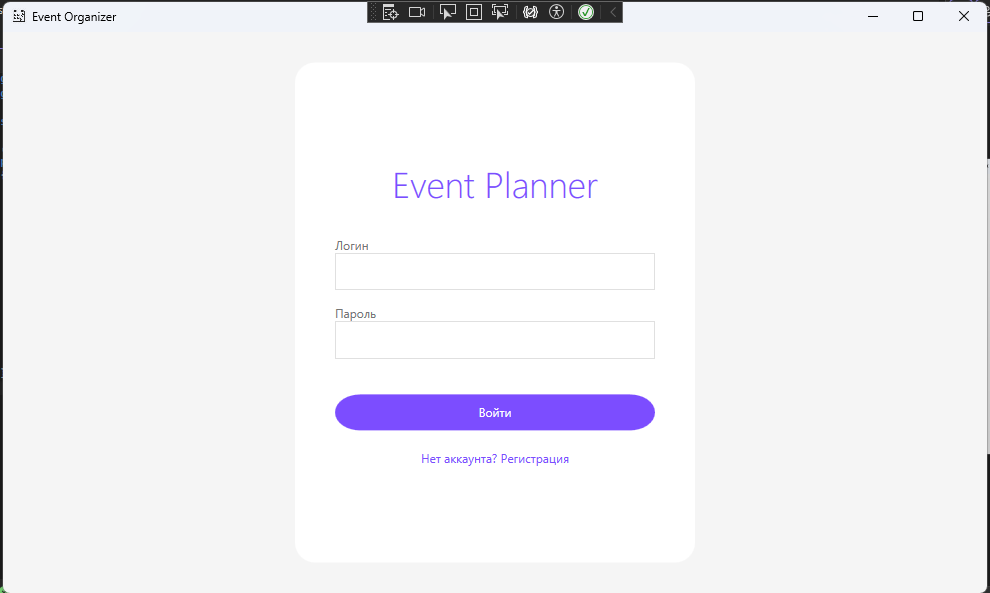 Event Organizer
Event Planner
Логин
Пароль
Войти
Нет аккаунта? Регистрация